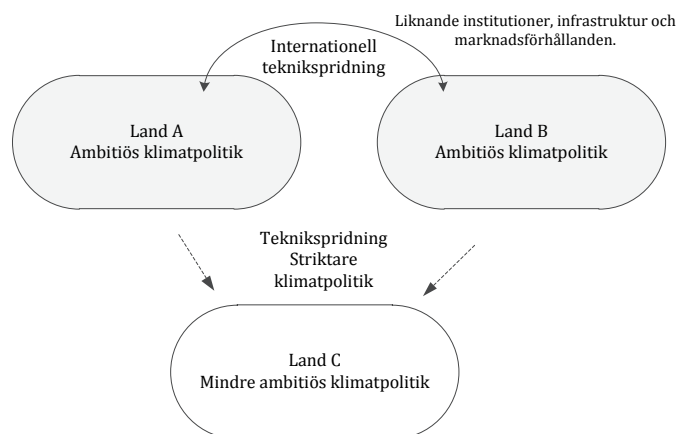 Liknande institutioner, infrastruktur och
marknadsförhållanden.
Internationell
teknikspridning
Land A
Ambitiös klimatpolitik
Land B
Ambitiös klimatpolitik
Teknikspridning
Striktare
klimatpolitik
Land C
Mindre ambitiös klimatpolitik